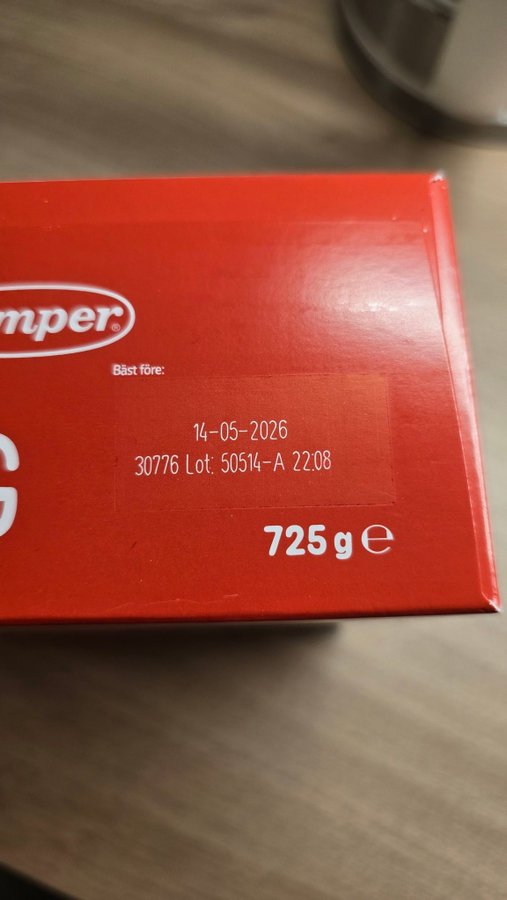 mper®
Bäst före:
14-05-2026
30776 Lot: 50514-A 22:08
G
725 g ℮